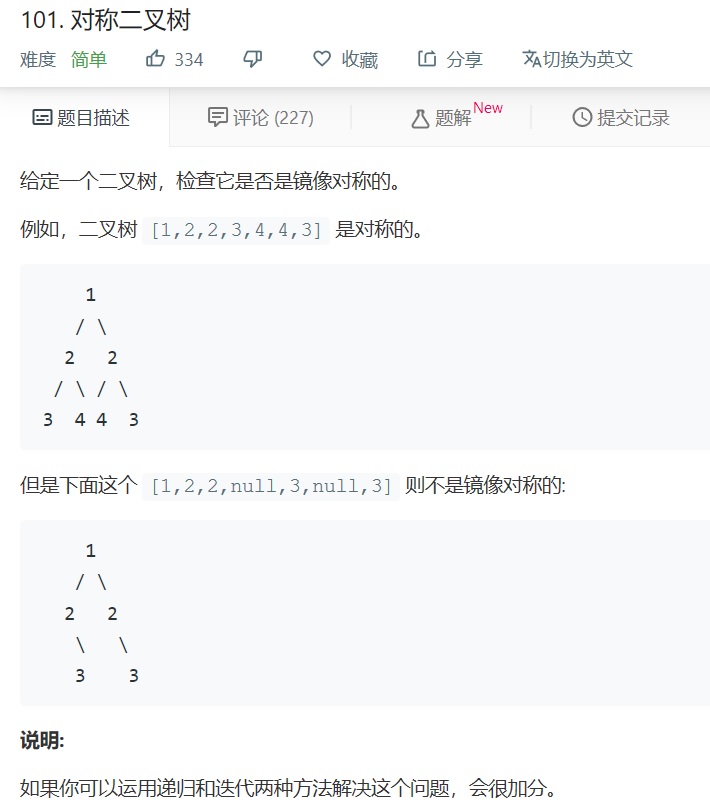 101. 对称二叉树
难度 简单 334 收藏 分享 切换为英文
题目描述 评论 (227) 题解 New 提交记录
给定一个二叉树，检查它是否是镜像对称的。
例如，二叉树 [1,2,2,3,4,4,3] 是对称的。
    1
   / \
  2   2
 / \ / \
3  4 4  3
但是下面这个 [1,2,2,null,3,null,3] 则不是镜像对称的:
    1
   / \
  2   2
   \   \
   3    3
说明:
如果你可以运用递归和迭代两种方法解决这个问题，会很加分。